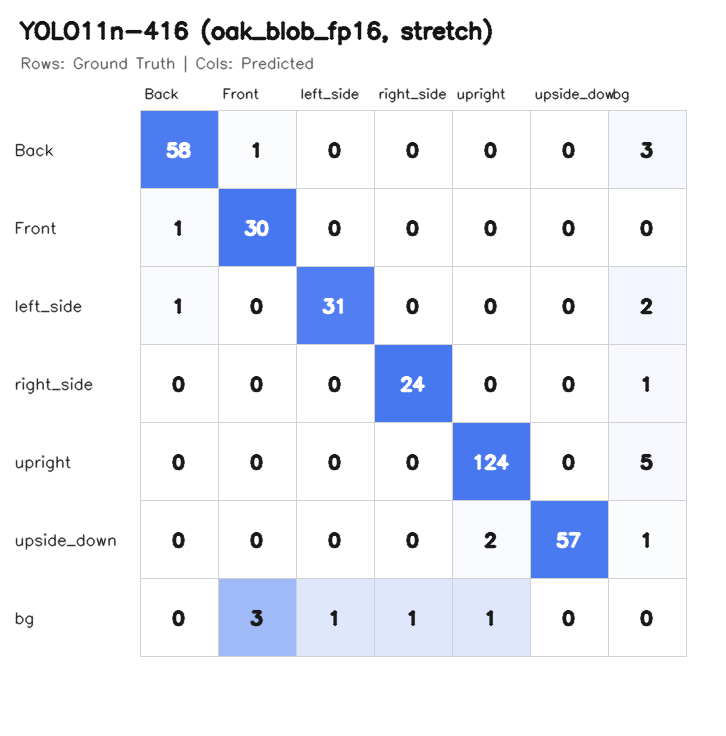 YOLO11n-416 (oak_blob_fp16, stretch)
Rows: Ground Truth | Cols: Predicted
Back Front left_side right_side upright upside_dowbg
Back 58 1 0 0 0 0 3
Front 1 30 0 0 0 0 0
left_side 1 0 31 0 0 0 2
right_side 0 0 0 24 0 0 1
upright 0 0 0 0 124 0 5
upside_down 0 0 0 0 2 57 1
bg 0 3 1 1 1 0 0